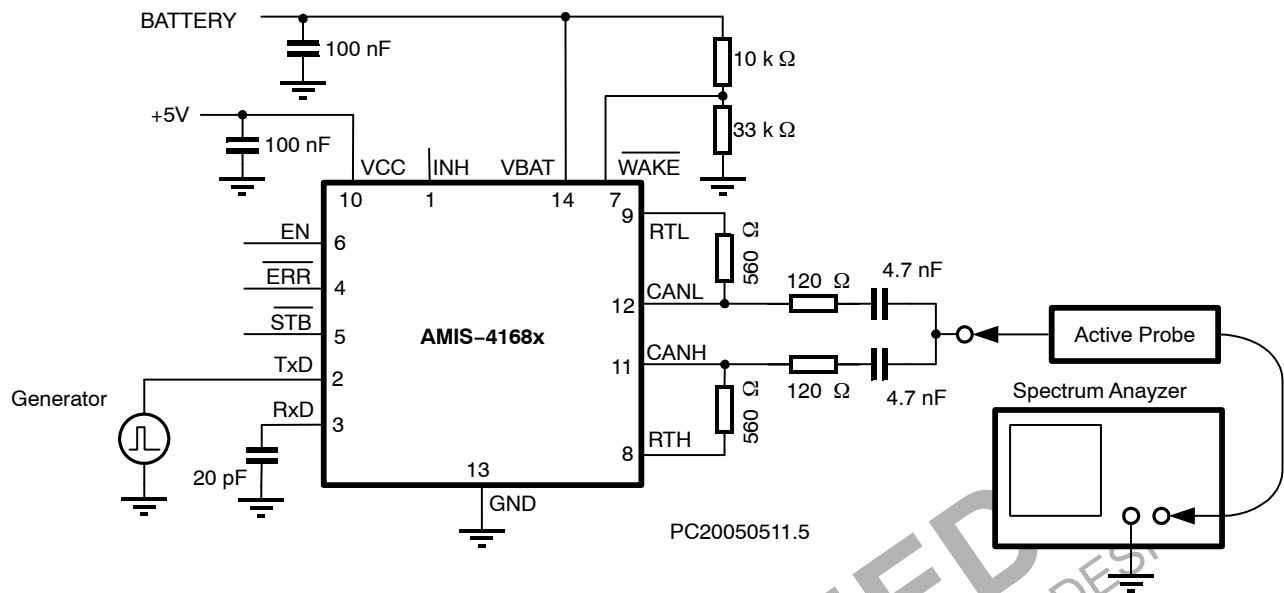 BATTERY
100 nF
10 k Ω
33 k Ω
+5V
100 nF
VCC
INH
VBAT
WAKE
10
1
14
7
9
RTL
560 Ω
EN
6
ERR
4
STB
5
AMIS-4168x
12
CANL
120 Ω
4.7 nF
Active Probe
11
CANH
120 Ω
4.7 nF
560 Ω
RTH
8
TxD
2
Generator
RxD
3
20 pF
13
GND
Spectrum Anayzer
PC20050511.5